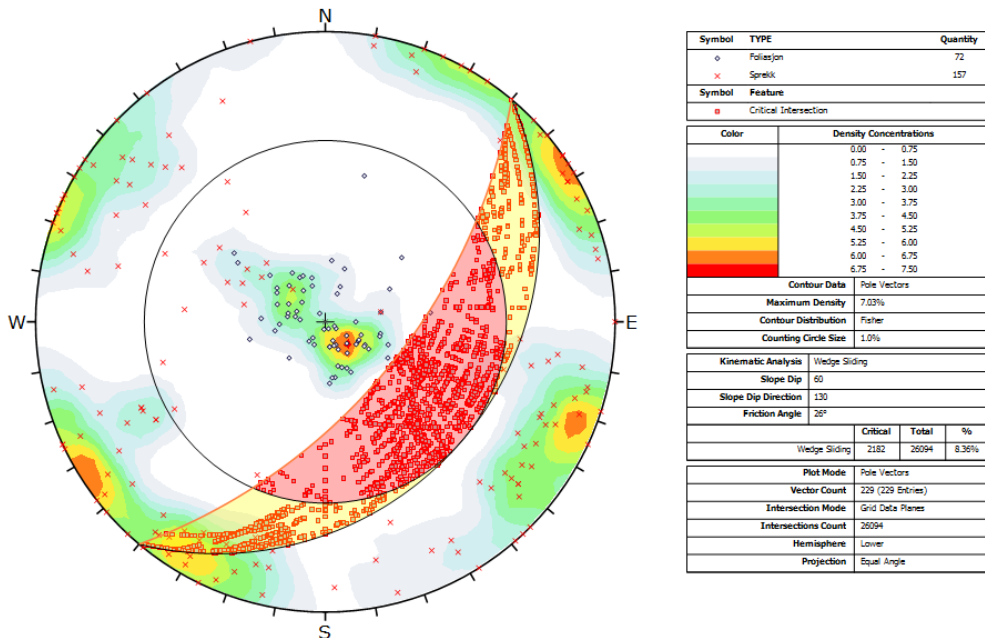 N
W
E
S
Symbol TYPE Quantity
Foliasjon 72
Sprekk 157
Symbol Feature
Critical Intersection
Color Density Concentrations
0.00 - 0.75
0.75 - 1.50
1.50 - 2.25
2.25 - 3.00
3.00 - 3.75
3.75 - 4.50
4.50 - 5.25
5.25 - 6.00
6.00 - 6.75
6.75 - 7.50
Contour Data Pole Vectors
Maximum Density 7.03%
Contour Distribution Fisher
Counting Circle Size 1.0%
Kinematic Analysis Wedge Sliding
Slope Dip 60
Slope Dip Direction 130
Friction Angle 26°
Critical Total %
Wedge Sliding 2182 26094 8.36%
Plot Mode Pole Vectors
Vector Count 229 (229 Entries)
Intersection Mode Grid Data Planes
Intersections Count 26094
Hemisphere Lower
Projection Equal Angle